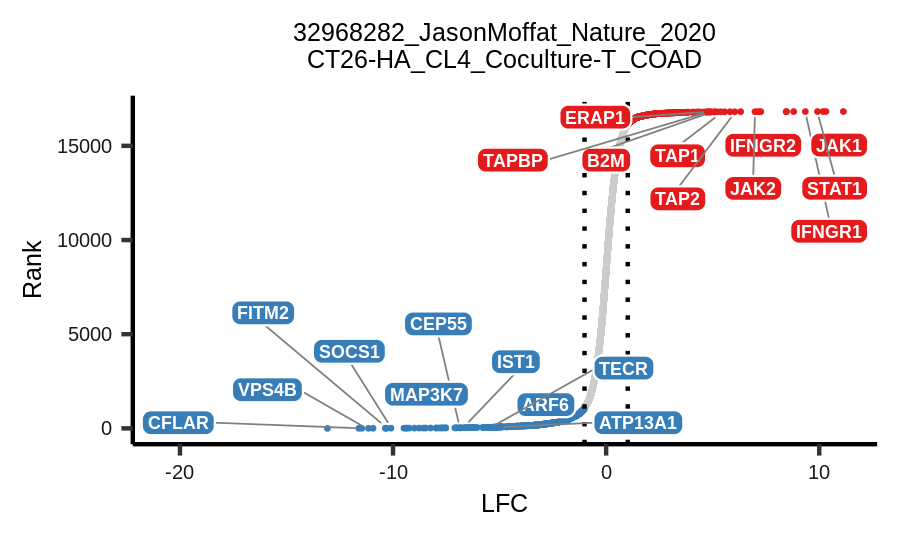 32968282_JasonMoffat_Nature_2020
CT26-HA_CL4_Coculture-T_COAD
ERAP1
TAPBP
B2M
TAP1
IFNGR2
JAK1
TAP2
JAK2
STAT1
IFNGR1
FITM2
SOCS1
CEP55
IST1
TECR
VPS4B
MAP3K7
ARF6
CFLAR
ATP13A1
15000
10000
5000
0
Rank
-20 -10 0 10
LFC